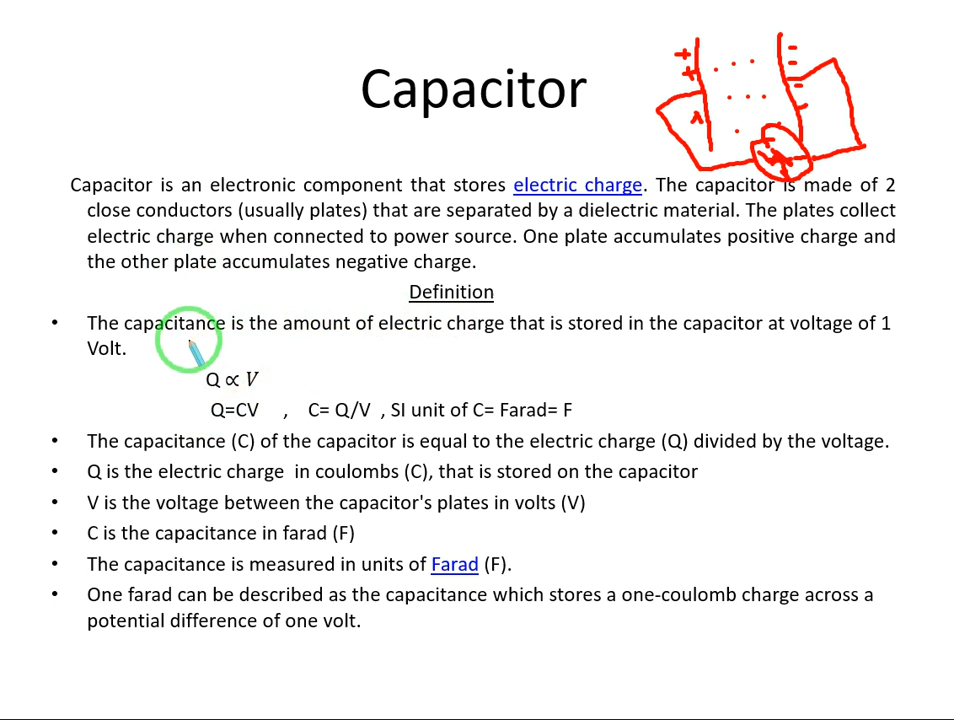 Capacitor
Capacitor is an electronic component that stores electric charge. The capacitor is made of 2
close conductors (usually plates) that are separated by a dielectric material. The plates collect
electric charge when connected to power source. One plate accumulates positive charge and
the other plate accumulates negative charge.
Definition
• The capacitance is the amount of electric charge that is stored in the capacitor at voltage of 1
Volt.
Q ∝ V
Q=CV , C= Q/V , SI unit of C= Farad= F
• The capacitance (C) of the capacitor is equal to the electric charge (Q) divided by the voltage.
• Q is the electric charge in coulombs (C), that is stored on the capacitor
• V is the voltage between the capacitor's plates in volts (V)
• C is the capacitance in farad (F)
• The capacitance is measured in units of Farad (F).
• One farad can be described as the capacitance which stores a one-coulomb charge across a
potential difference of one volt.